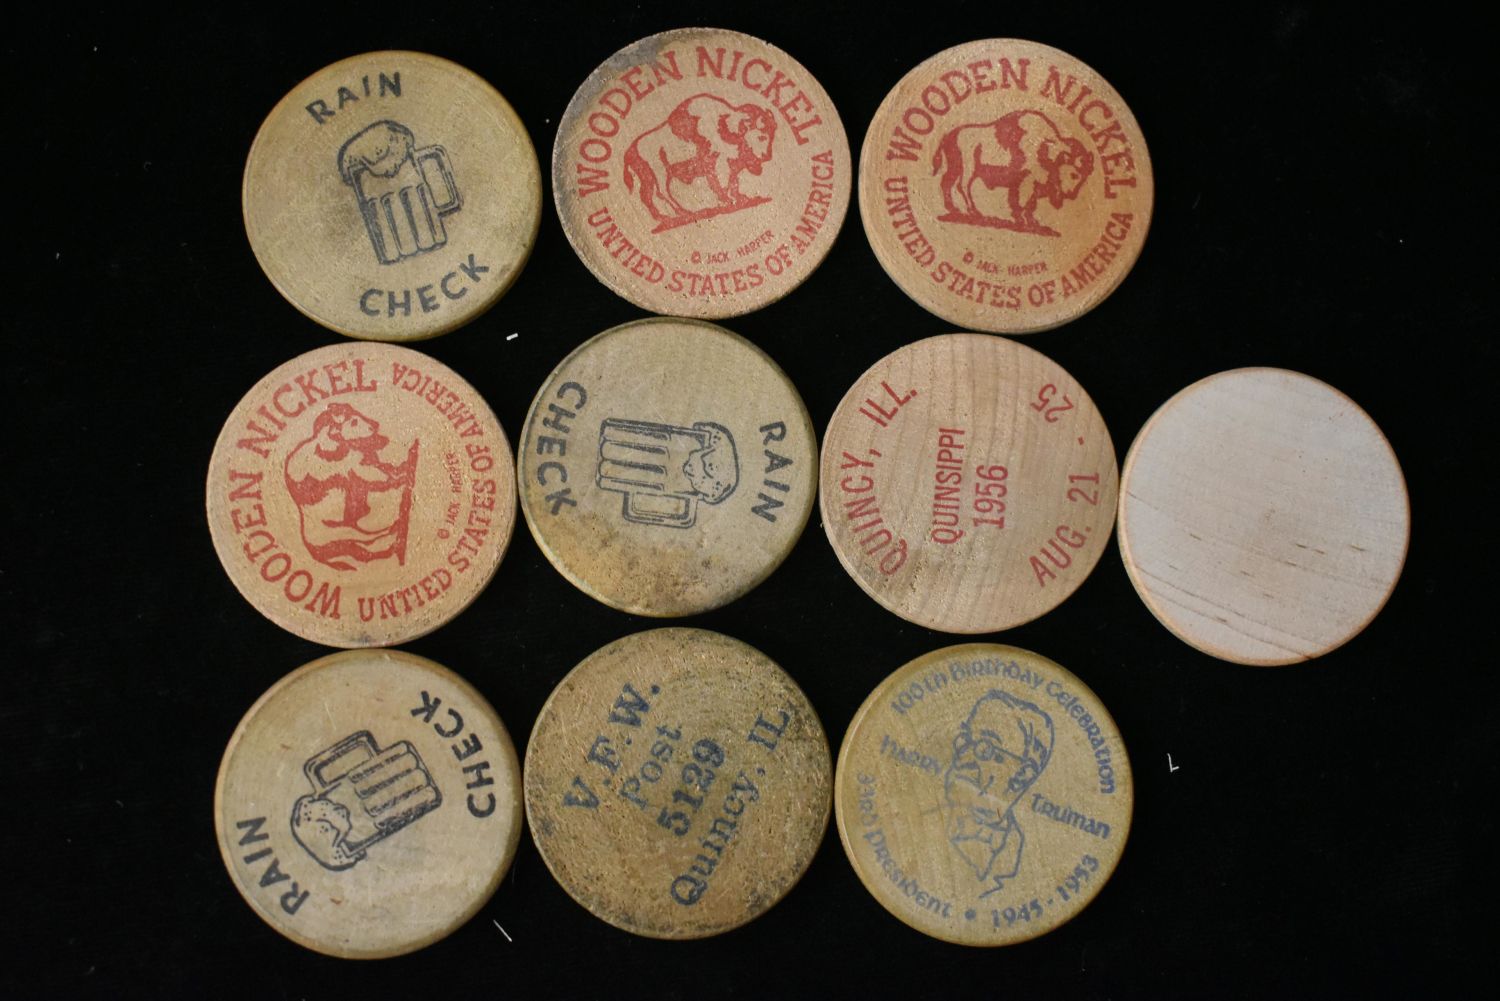 RAIN
CHECK
WOODEN NICKEL
© JACK HARPER
UNTIED STATES OF AMERICA
WOODEN NICKEL
© JACK HARPER
UNTIED STATES OF AMERICA
WOODEN NICKEL
© JACK HARPER
UNTIED STATES OF AMERICA
RAIN
CHECK
QUINCY, ILL.
QUINSIPPI
1956
AUG. 21 - 25
RAIN
CHECK
V.F.W.
Post
5129
Quincy, IL
100th Birthday Celebration
HARRY
TRUMAN
33rd President * 1945-1953